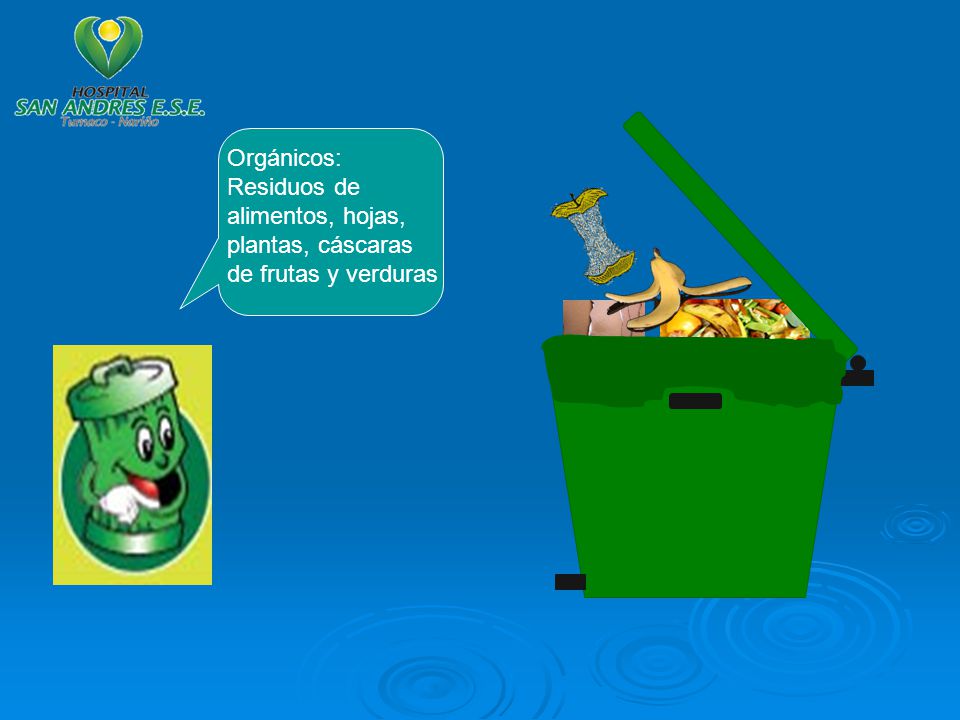 HOSPITAL
SAN ANDRES E.S.E.
Tumaco - Nariño
Orgánicos:
Residuos de
alimentos, hojas,
plantas, cáscaras
de frutas y verduras